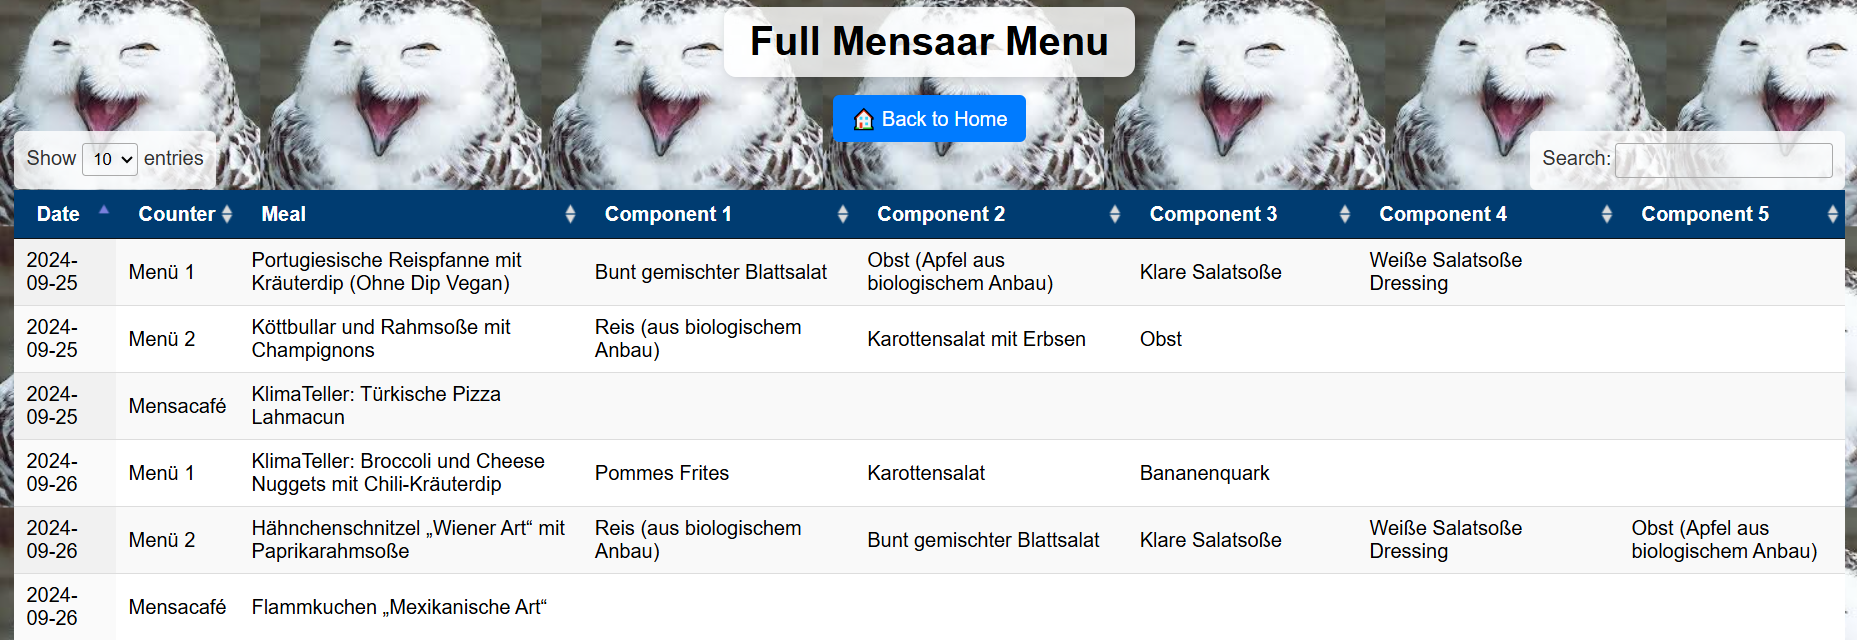 Full Mensaar Menu
🏠 Back to Home
Show 10 entries
Search:
Date Counter Meal Component 1 Component 2 Component 3 Component 4 Component 5
2024-
09-25
Menü 1
Portugiesische Reispfanne mit
Kräuterdip (Ohne Dip Vegan)
Bunt gemischter Blattsalat
Obst (Apfel aus
biologischem Anbau)
Klare Salatsoße
Weiße Salatsoße
Dressing
2024-
09-25
Menü 2
Köttbullar und Rahmsoße mit
Champignons
Reis (aus biologischem
Anbau)
Karottensalat mit Erbsen
Obst
2024-
09-25
Mensacafé
KlimaTeller: Türkische Pizza
Lahmacun
2024-
09-26
Menü 1
KlimaTeller: Broccoli und Cheese
Nuggets mit Chili-Kräuterdip
Pommes Frites
Karottensalat
Bananenquark
2024-
09-26
Menü 2
Hähnchenschnitzel „Wiener Art“ mit
Paprikarahmsoße
Reis (aus biologischem
Anbau)
Bunt gemischter Blattsalat
Klare Salatsoße
Weiße Salatsoße
Dressing
Obst (Apfel aus
biologischem Anbau)
2024-
09-26
Mensacafé
Flammkuchen „Mexikanische Art“